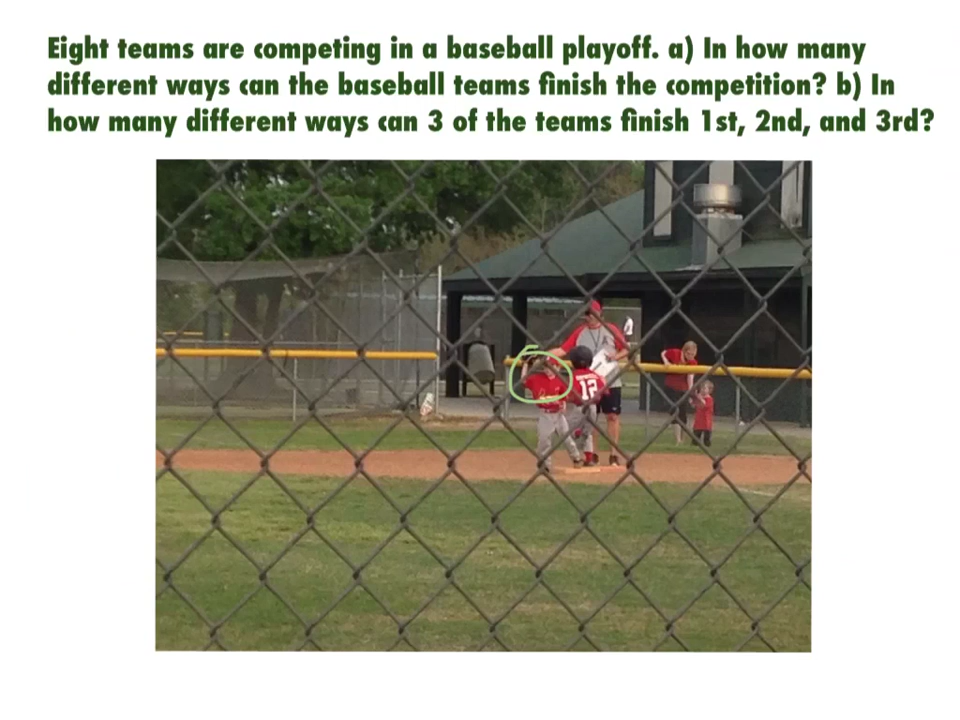 Eight teams are competing in a baseball playoff. a) In how many
different ways can the baseball teams finish the competition? b) In
how many different ways can 3 of the teams finish 1st, 2nd, and 3rd?
12